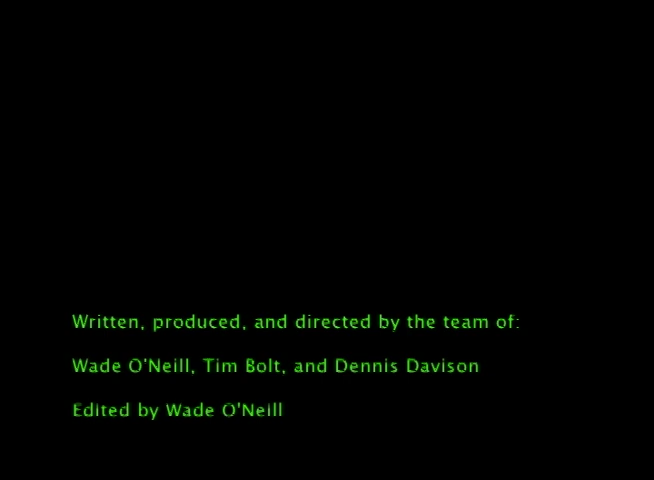 Written, produced, and directed by the team of:
Wade O'Neill, Tim Bolt, and Dennis Davison
Edited by Wade O'Neill